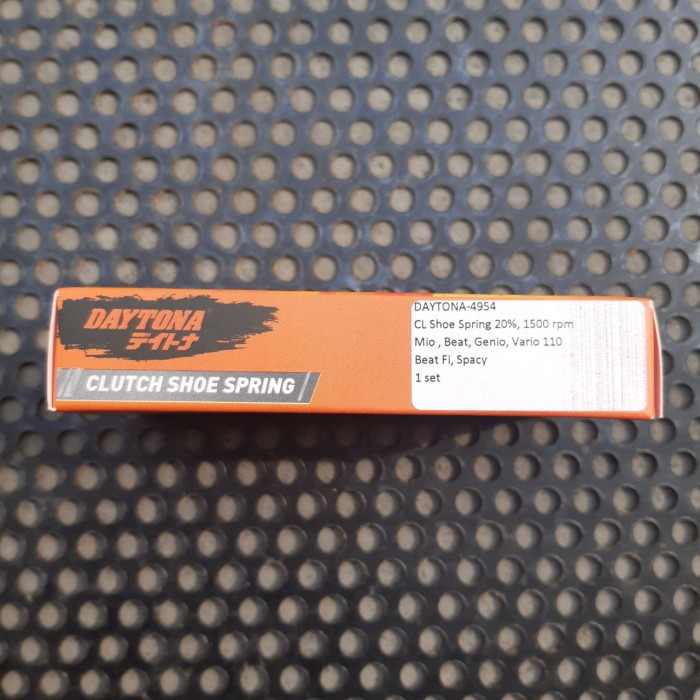 DAYTONA
デイトナ
CLUTCH SHOE SPRING
DAYTONA-4954
CL Shoe Spring 20%, 1500 rpm
Mio , Beat, Genio, Vario 110
Beat Fi, Spacy
1 set